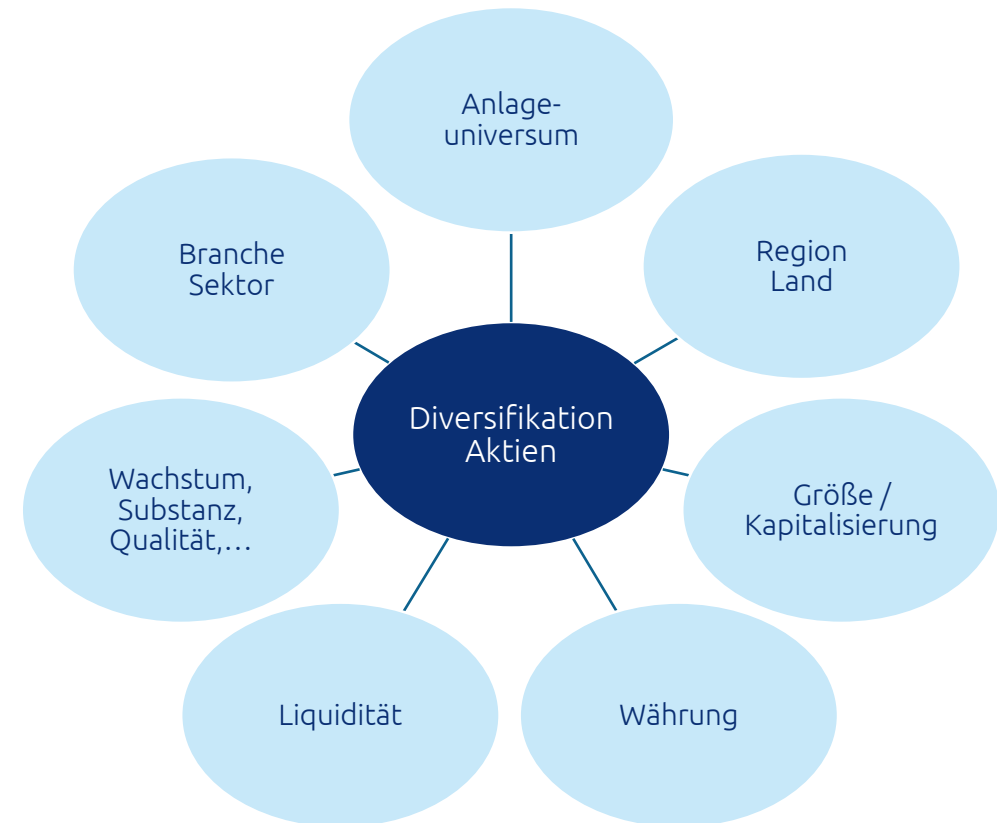 Anlage-
universum
Region
Land
Größe /
Kapitalisierung
Währung
Liquidität
Wachstum,
Substanz,
Qualität,…
Branche
Sektor
Diversifikation
Aktien